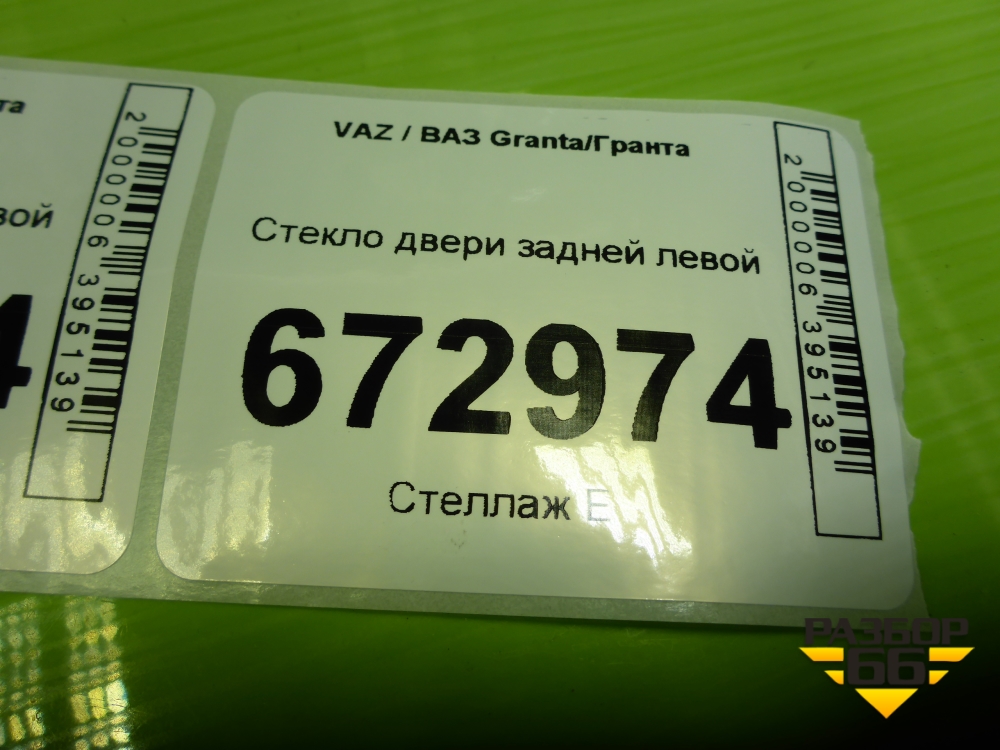 VAZ / ВАЗ Granta/Гранта
Стекло двери задней левой
672974
Стеллаж E
2000006395139
та
вой
4
2000006395139
РАЗБОР
66